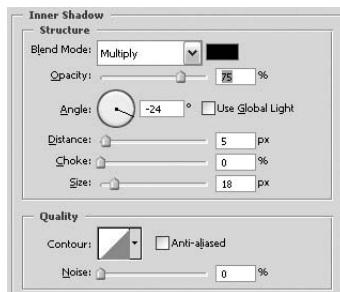 Inner Shadow
Structure
Blend Mode: Multiply
Opacity: 75 %
Angle: -24 ° Use Global Light
Distance: 5 px
Choke: 0 %
Size: 18 px
Quality
Contour: Anti-aliased
Noise: 0 %